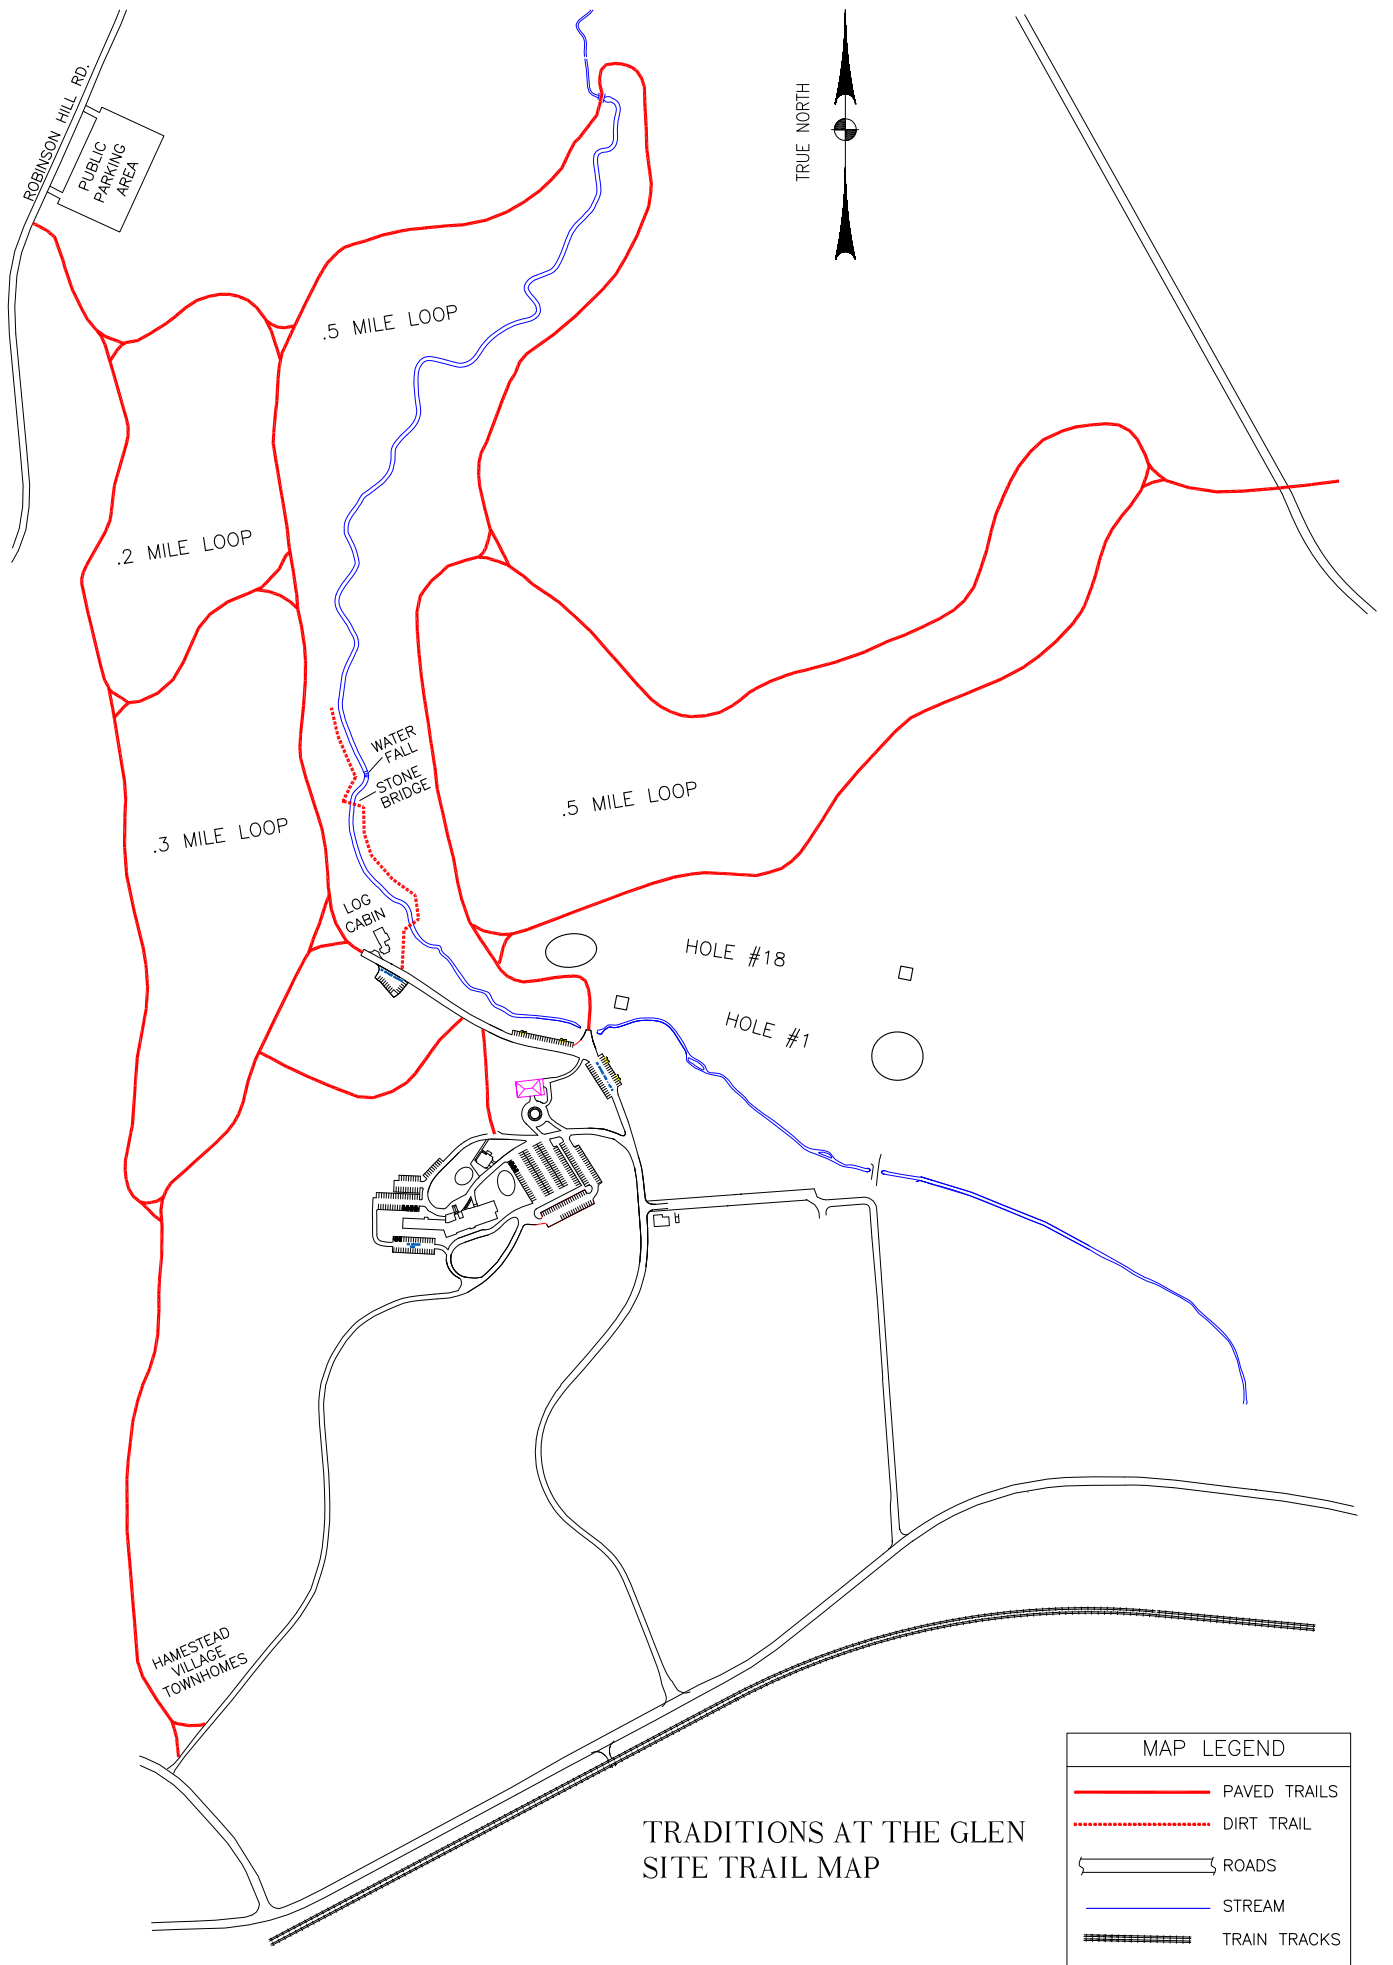 ROBINSON HILL RD.
PUBLIC
PARKING
AREA
TRUE NORTH
.5 MILE LOOP
.2 MILE LOOP
WATER
FALL
STONE
BRIDGE
.5 MILE LOOP
.3 MILE LOOP
LOG
CABIN
HOLE #18
HOLE #1
HAMESTEAD
VILLAGE
TOWNHOMES
TRADITIONS AT THE GLEN
SITE TRAIL MAP
MAP LEGEND
PAVED TRAILS
DIRT TRAIL
ROADS
STREAM
TRAIN TRACKS